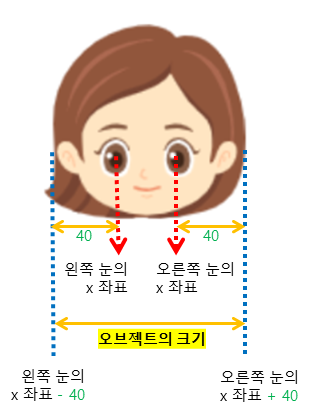 40 40
왼쪽 눈의 오른쪽 눈의
x 좌표 x 좌표
오브젝트의 크기
왼쪽 눈의 오른쪽 눈의
x 좌표 - 40 x 좌표 + 40